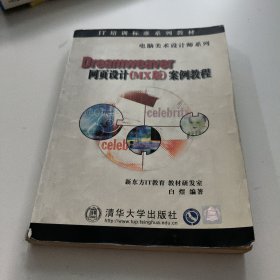 IT培训标准系列教材
电脑美术设计师系列
Dreamweaver
网页设计(MX版)案例教程
celebrit
celeb
新东方IT教育 教材研发室
白煜 编著
清华大学出版社
http://www.tup.tsinghua.edu.cn